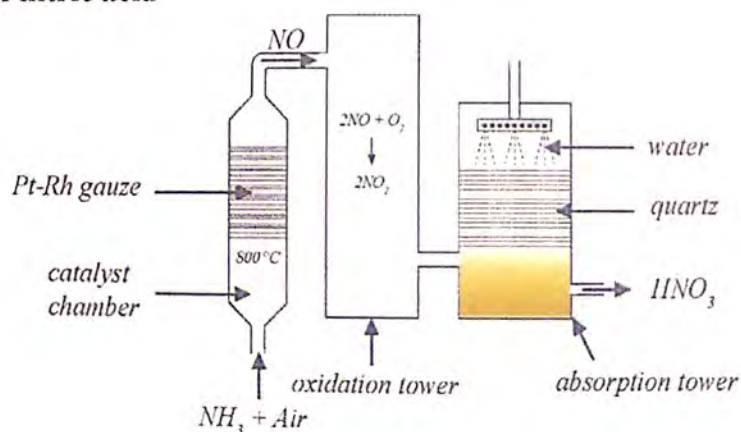 NO
2NO + O₂
2NO₂
water
Pt-Rh gauze
quartz
800°C
catalyst
chamber
HNO₃
oxidation tower
absorption tower
NH₃ + Air